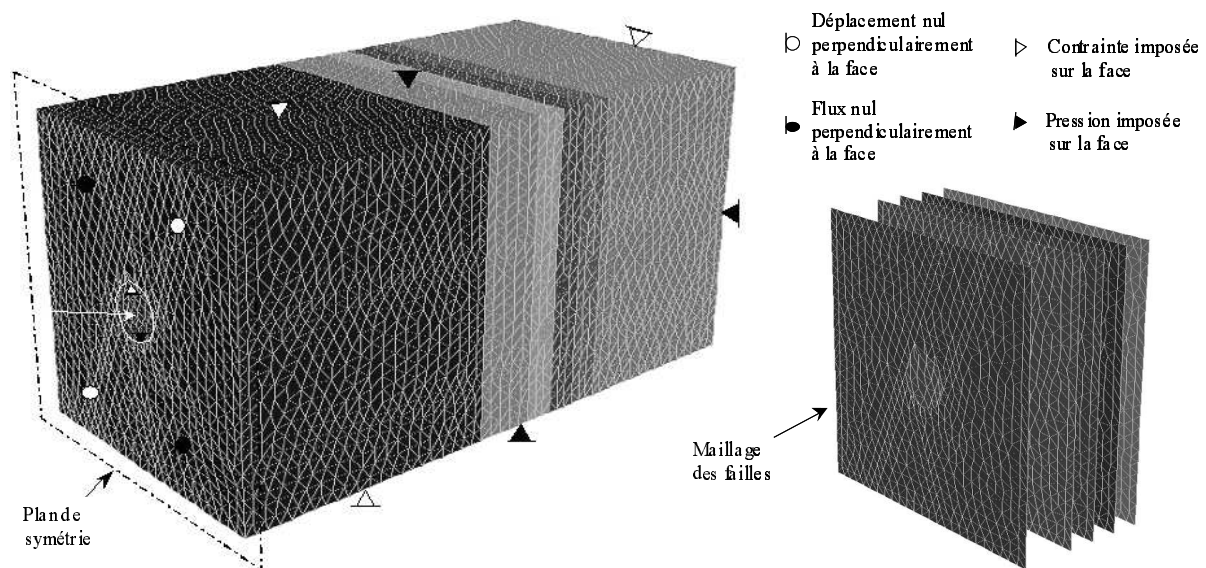 Déplacement nul
perpendiculairement
à la face
Contrainte imposée
sur la face
Flux nul
perpendiculairement
à la face
Pression imposée
sur la face
Maillage
des failles
Plan de
symétrie